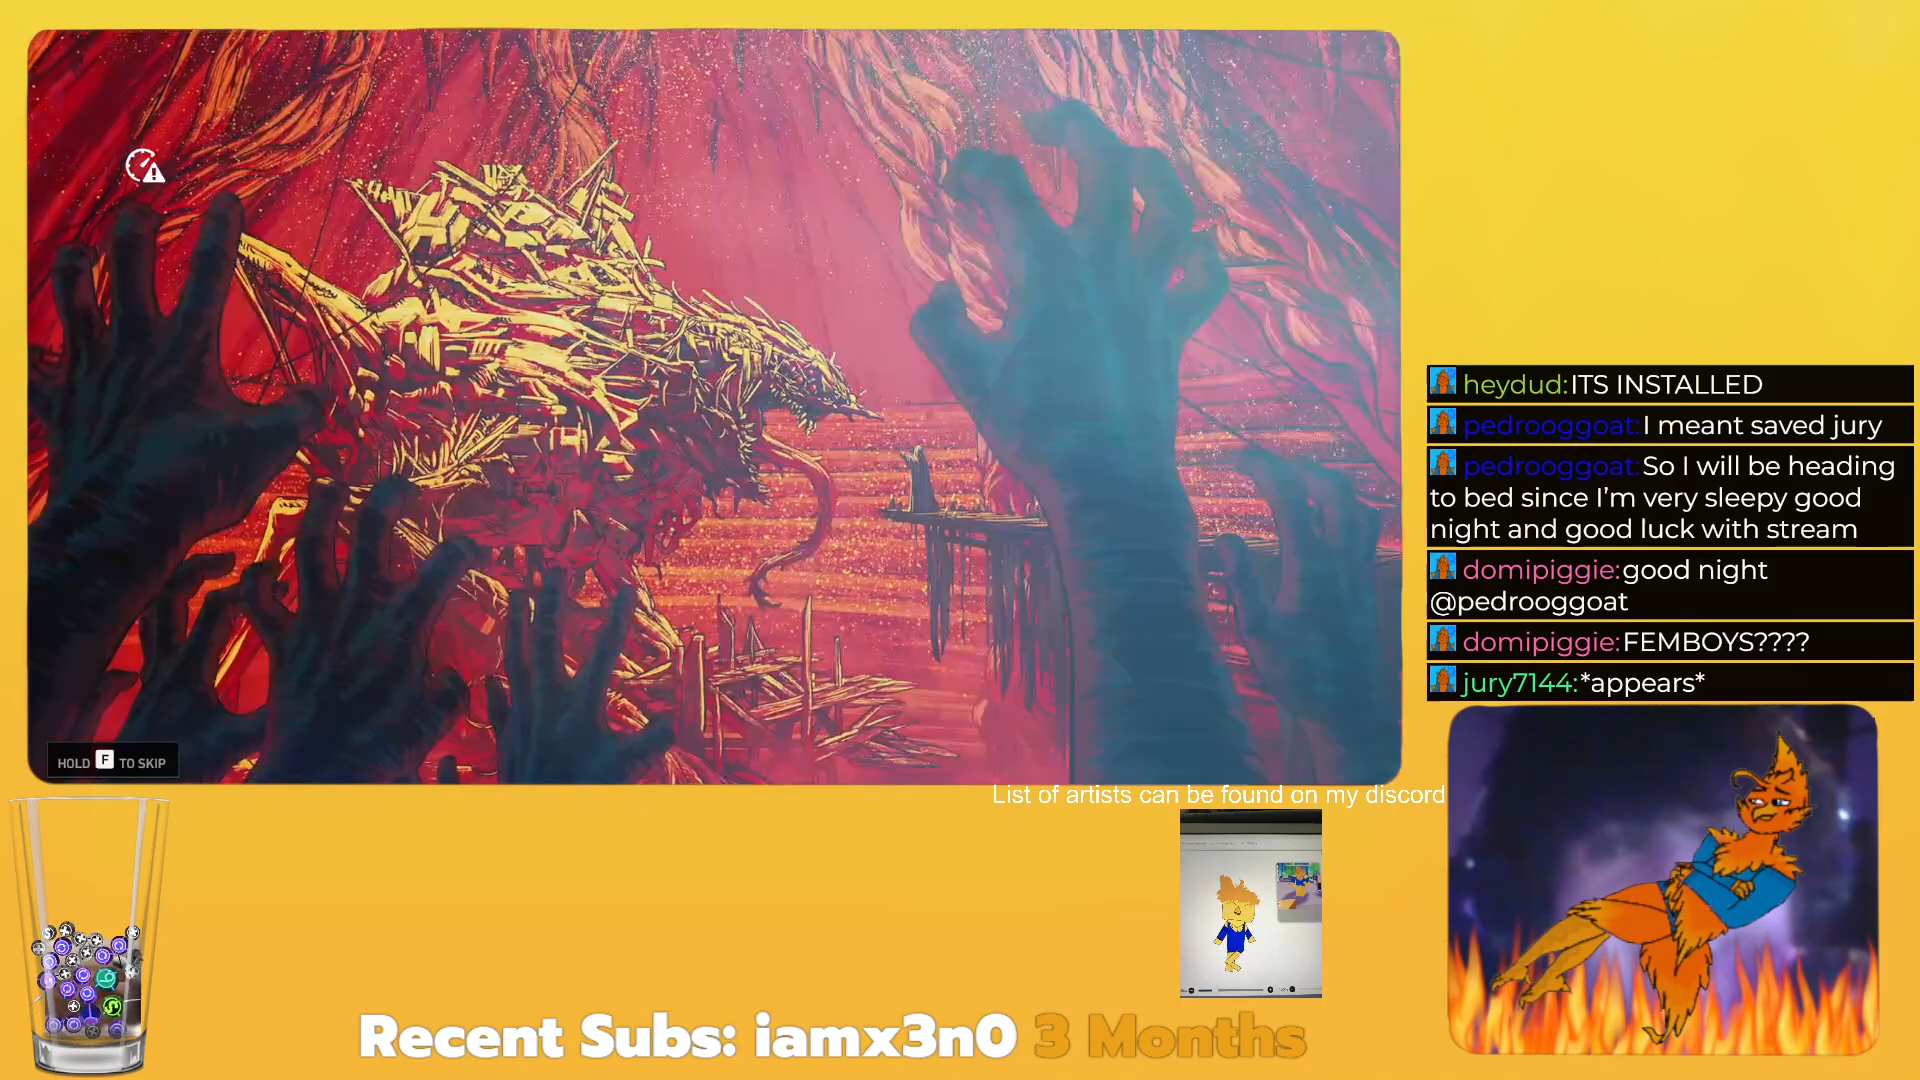 HOLD F TO SKIP
heydud:ITS INSTALLED
pedrooggoat:I meant saved jury
pedrooggoat:So I will be heading
to bed since I’m very sleepy good
night and good luck with stream
domipiggie:good night
@pedrooggoat
domipiggie:FEMBOYS????
jury7144:*appears*
List of artists can be found on my discord
Recent Subs: iamx3n0 3 Months